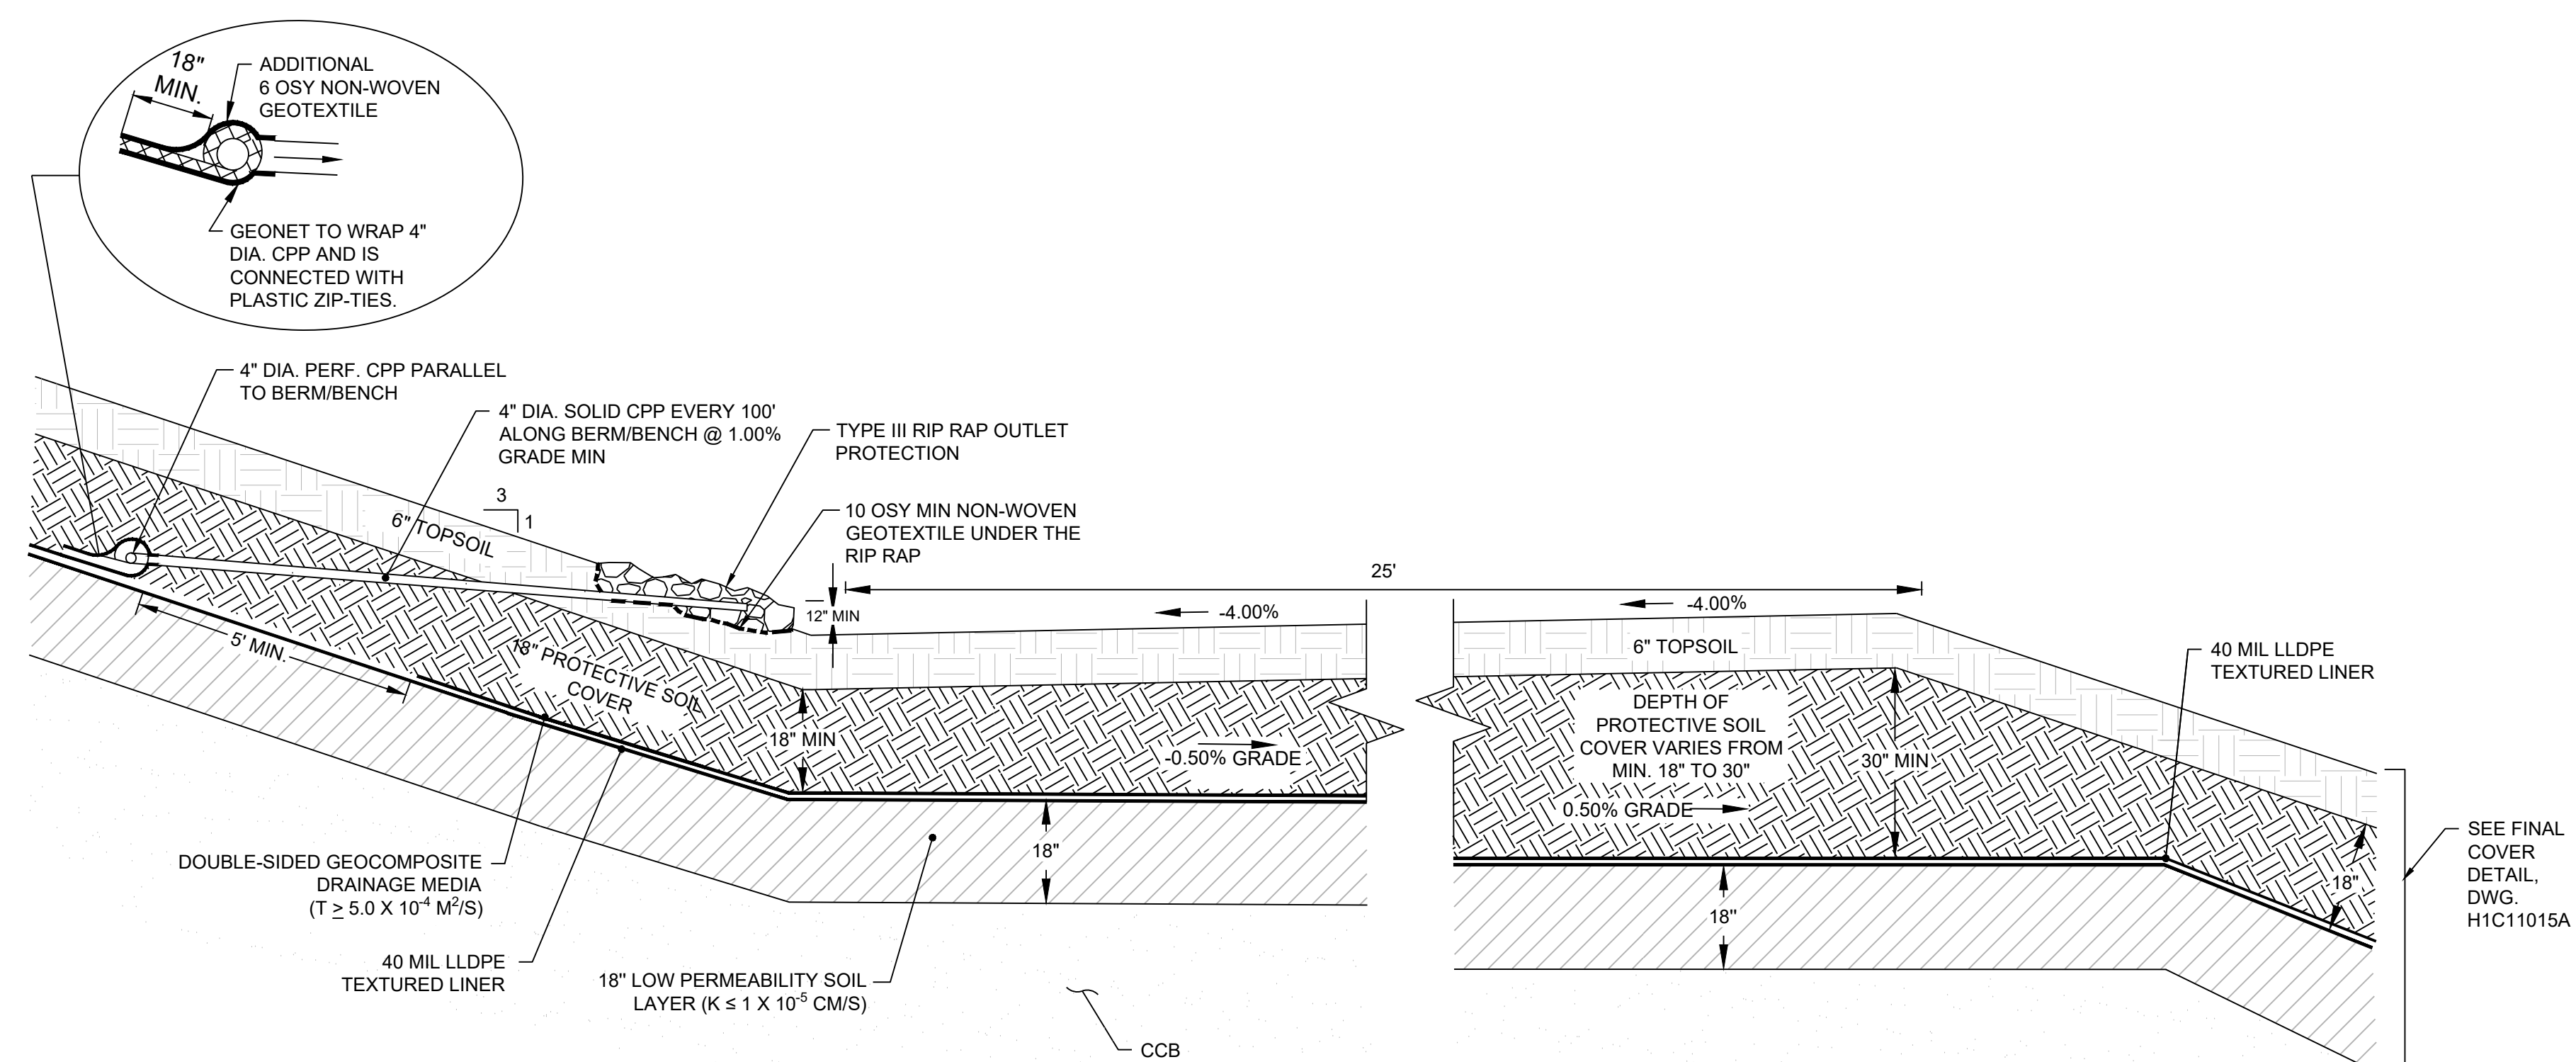 18"
MIN.
ADDITIONAL
6 OSY NON-WOVEN
GEOTEXTILE
GEONET TO WRAP 4"
DIA. CPP AND IS
CONNECTED WITH
PLASTIC ZIP-TIES.
4" DIA. PERF. CPP PARALLEL
TO BERM/BENCH
4" DIA. SOLID CPP EVERY 100'
ALONG BERM/BENCH @ 1.00%
GRADE MIN
TYPE III RIP RAP OUTLET
PROTECTION
3
1
10 OSY MIN NON-WOVEN
GEOTEXTILE UNDER THE
RIP RAP
6" TOPSOIL
25'
12" MIN
-4.00%
-4.00%
5' MIN.
18" PROTECTIVE SOIL
COVER
6" TOPSOIL
40 MIL LLDPE
TEXTURED LINER
18" MIN
-0.50% GRADE
DEPTH OF
PROTECTIVE SOIL
COVER VARIES FROM
MIN. 18" TO 30"
30" MIN
0.50% GRADE
18"
18"
18"
SEE FINAL
COVER
DETAIL,
DWG.
H1C11015A
DOUBLE-SIDED GEOCOMPOSITE
DRAINAGE MEDIA
(T ≥ 5.0 X 10⁻⁴ M²/S)
40 MIL LLDPE
TEXTURED LINER
18" LOW PERMEABILITY SOIL
LAYER (K ≤ 1 X 10⁻⁵ CM/S)
CCB